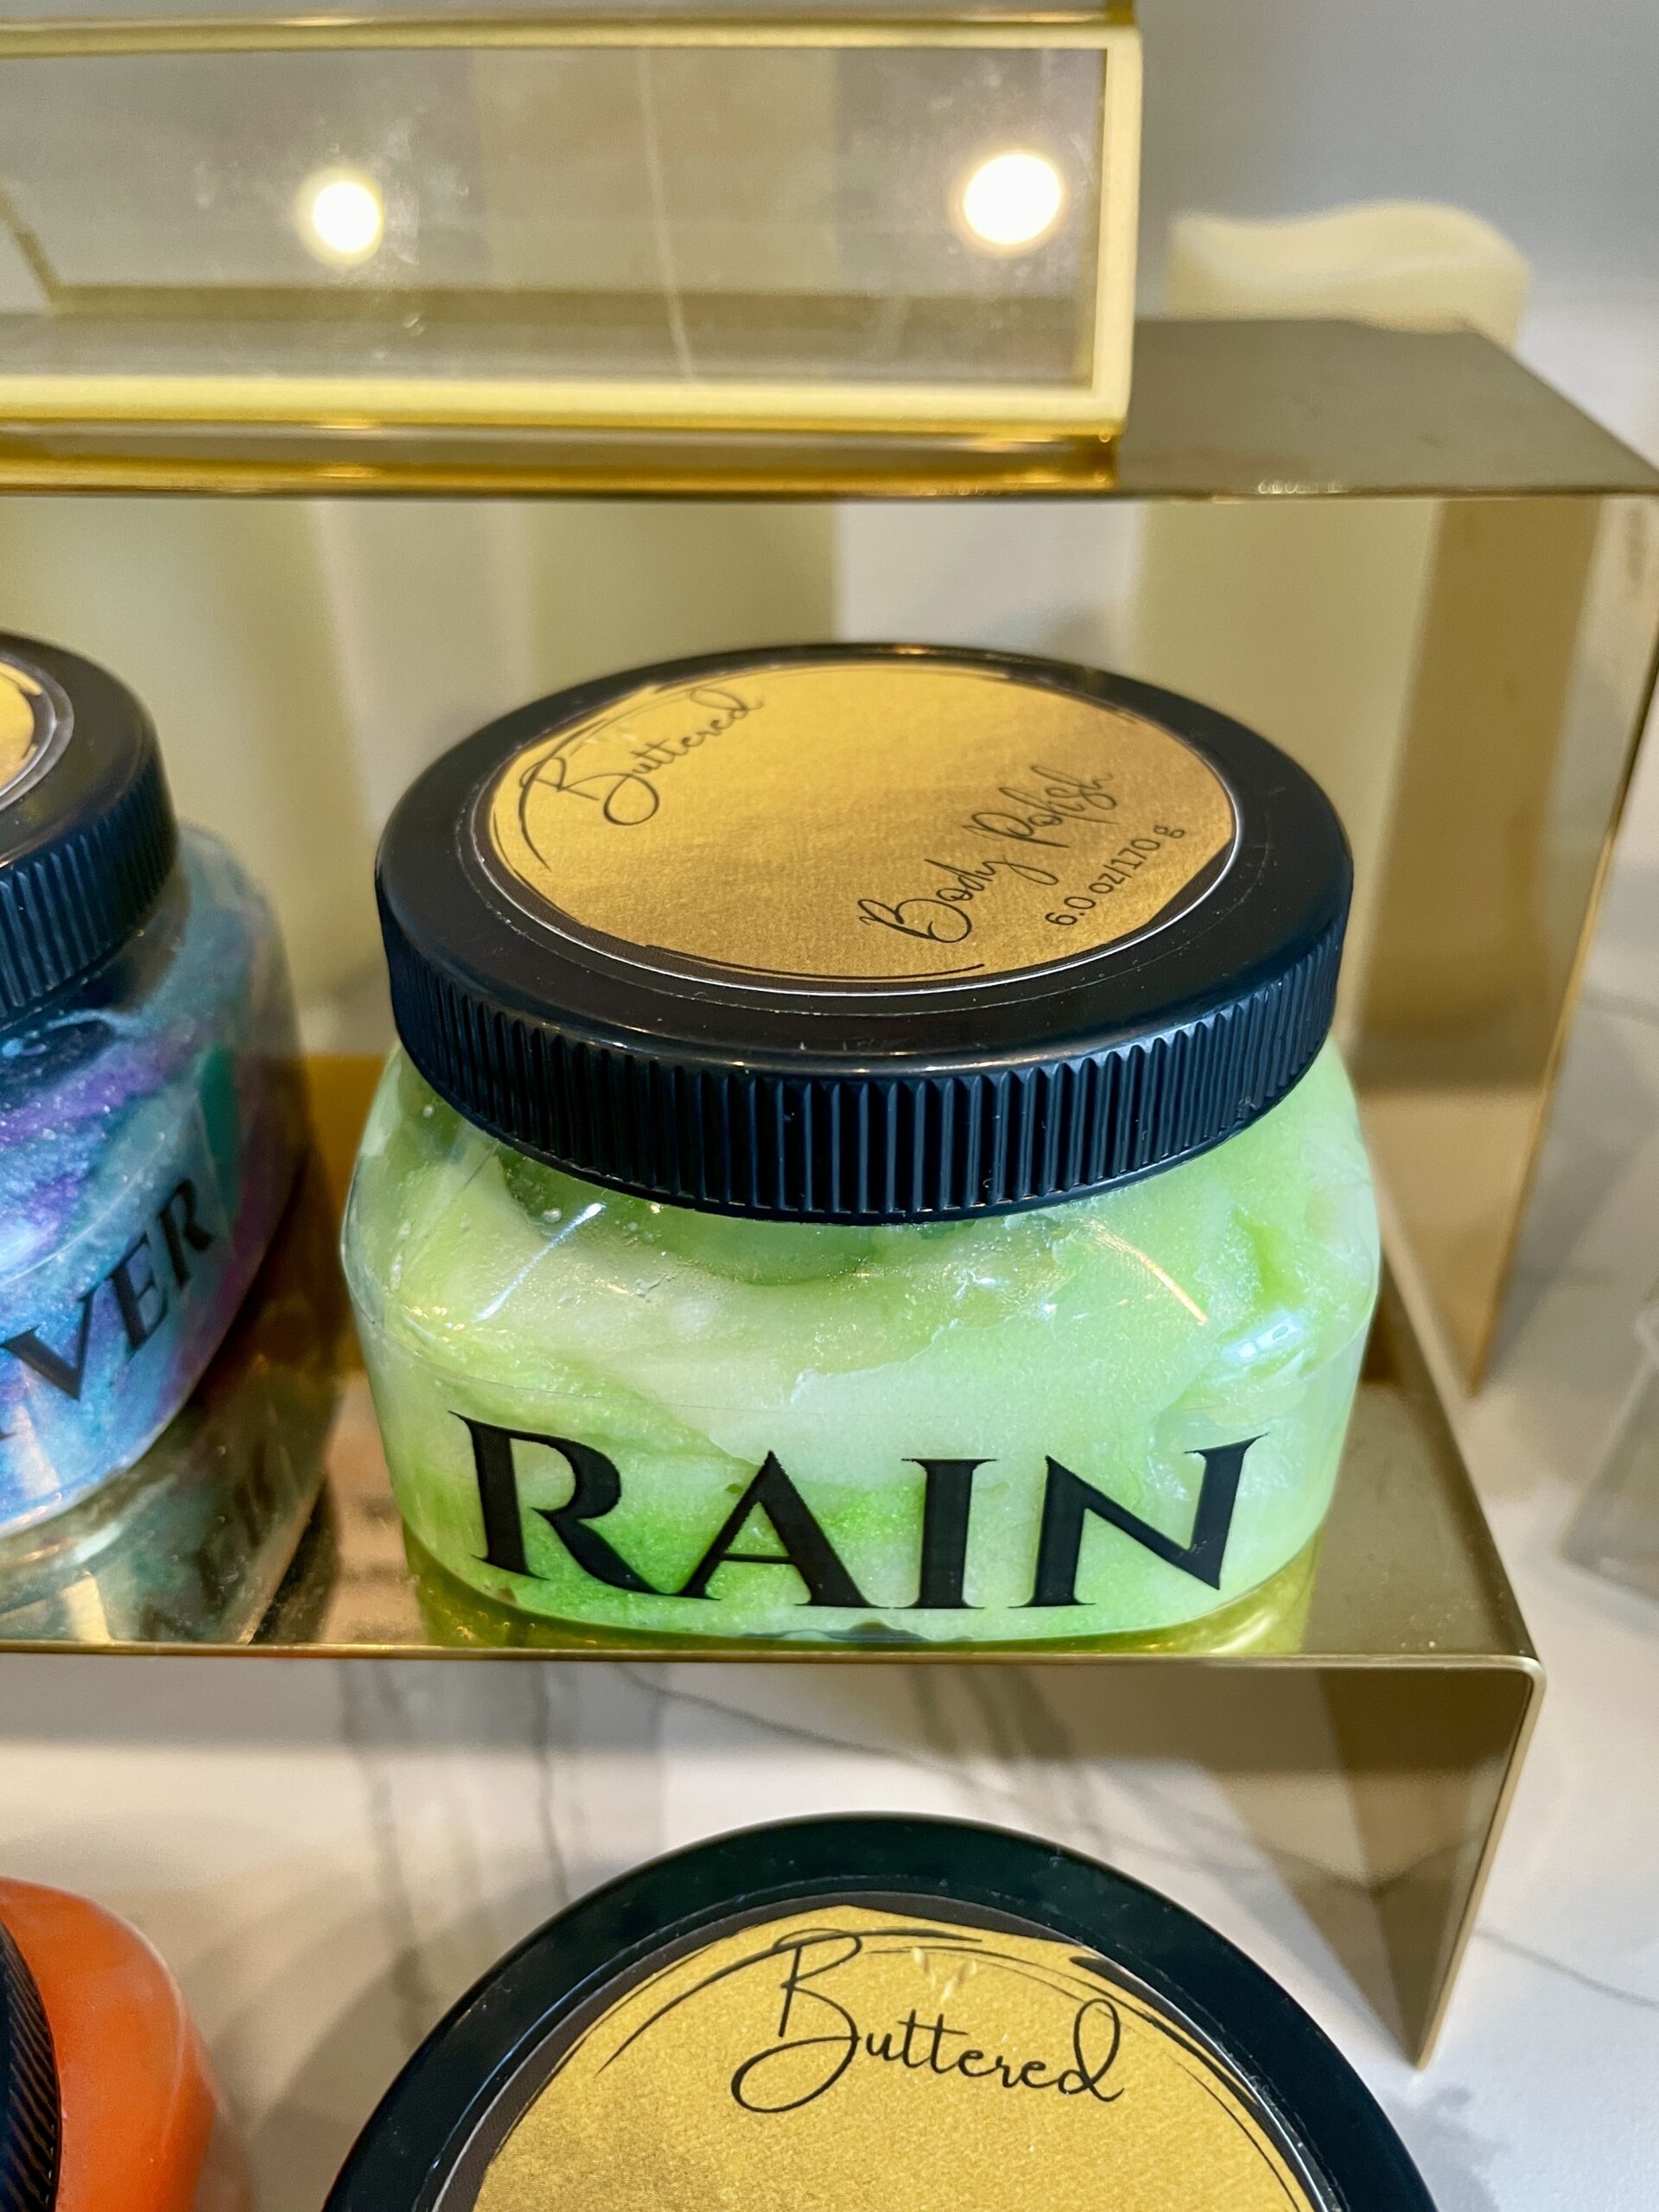 Buttered
Body Polish
6.0 oz/170 g
VER
RAIN
Buttered